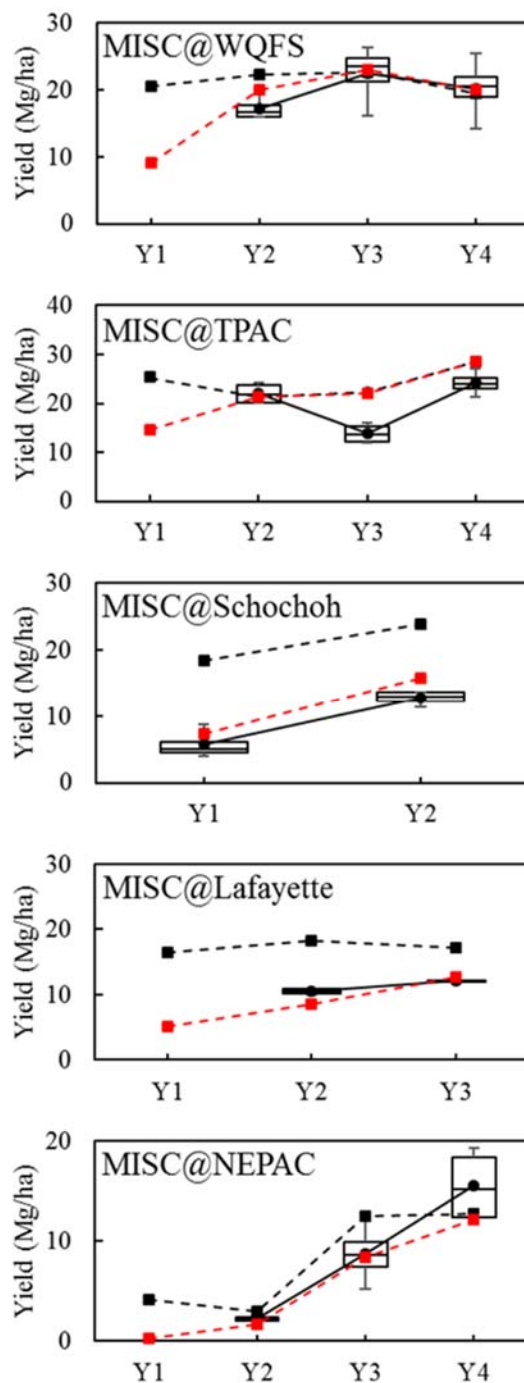 MISC@WQFS
Yield (Mg/ha)
30
20
10
0
Y1 Y2 Y3 Y4
MISC@TPAC
Yield (Mg/ha)
40
30
20
10
0
Y1 Y2 Y3 Y4
MISC@Schochoh
Yield (Mg/ha)
30
20
10
0
Y1 Y2
MISC@Lafayette
Yield (Mg/ha)
30
20
10
0
Y1 Y2 Y3
MISC@NEPAC
Yield (Mg/ha)
20
10
0
Y1 Y2 Y3 Y4